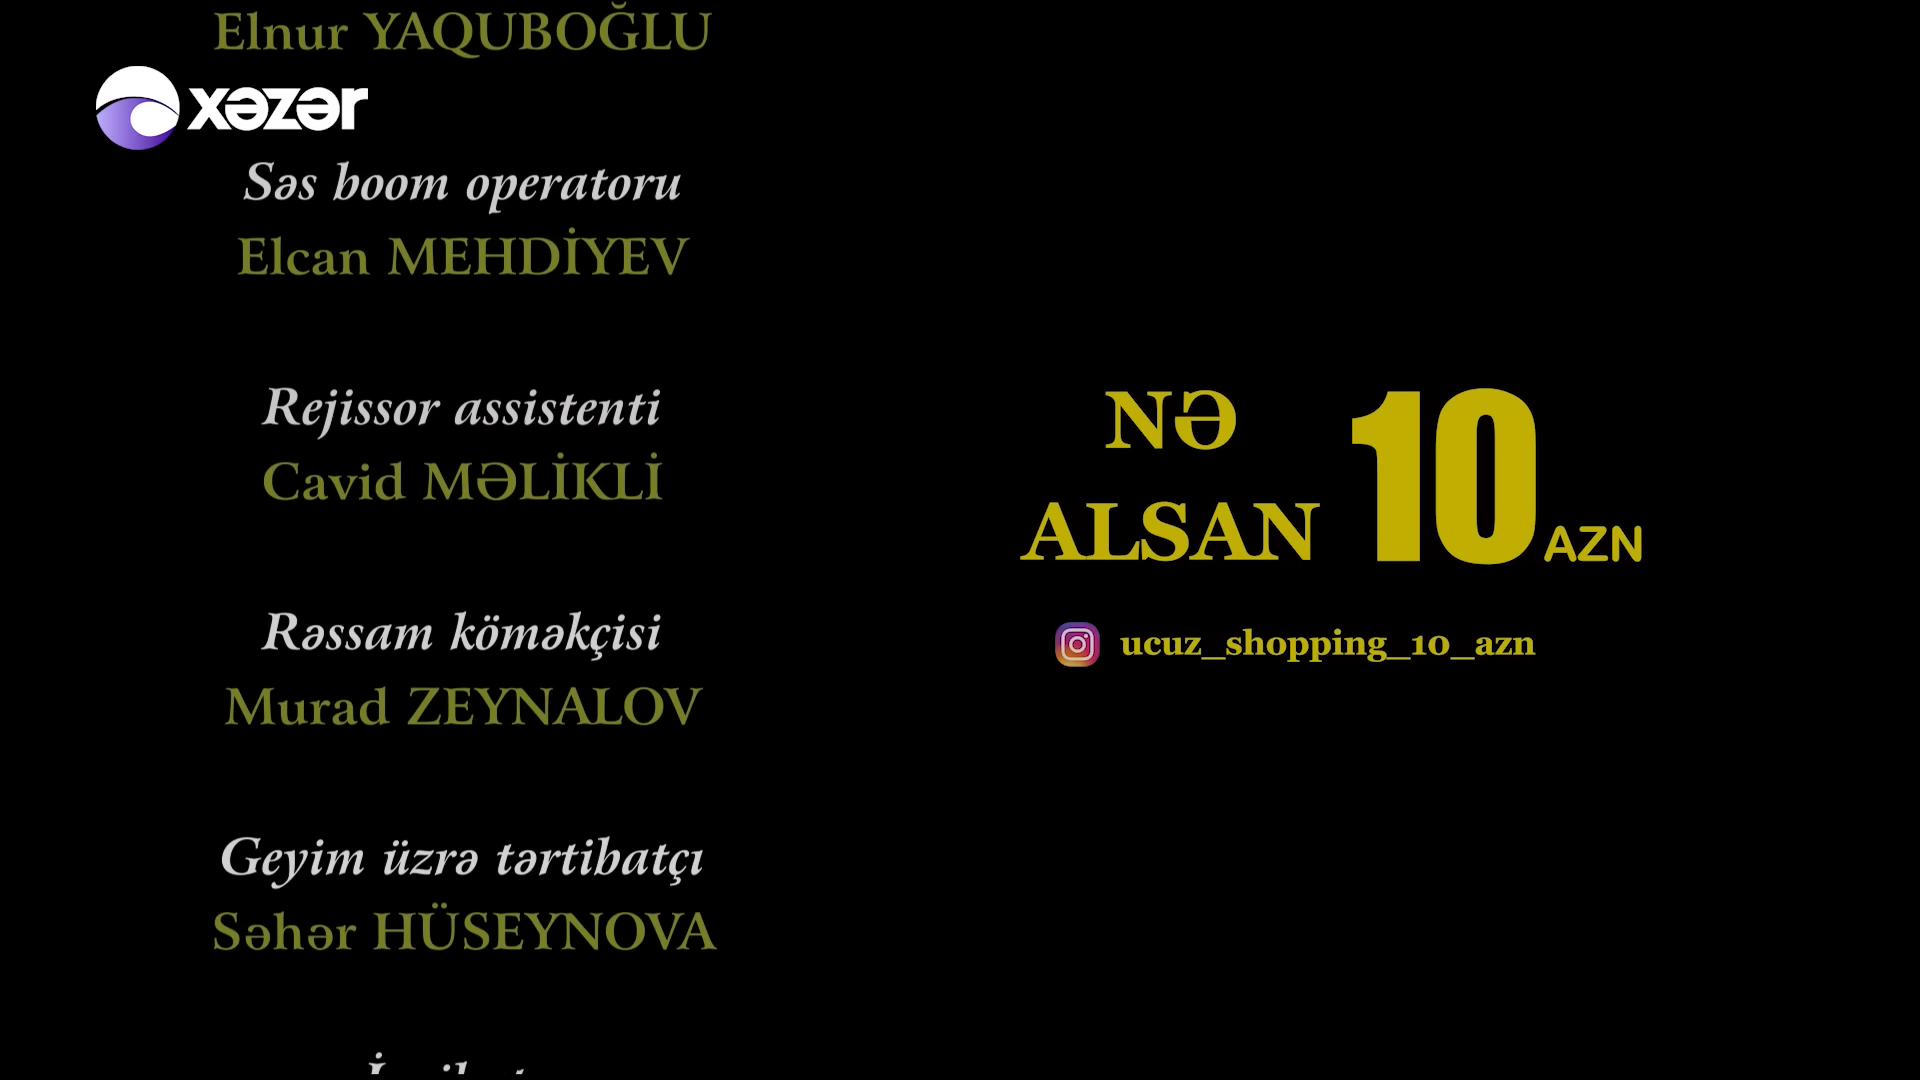 Elnur YAQUBOĞLU
xəzər
Səs boom operatoru
Elcan MEHDİYEV
Rejissor assistenti
Cavid MƏLİKLİ
Rəssam köməkçisi
Murad ZEYNALOV
Geyim üzrə tərtibatçı
Səhər HÜSEYNOVA
NƏ
ALSAN 10 AZN
ucuz_shopping_10_azn